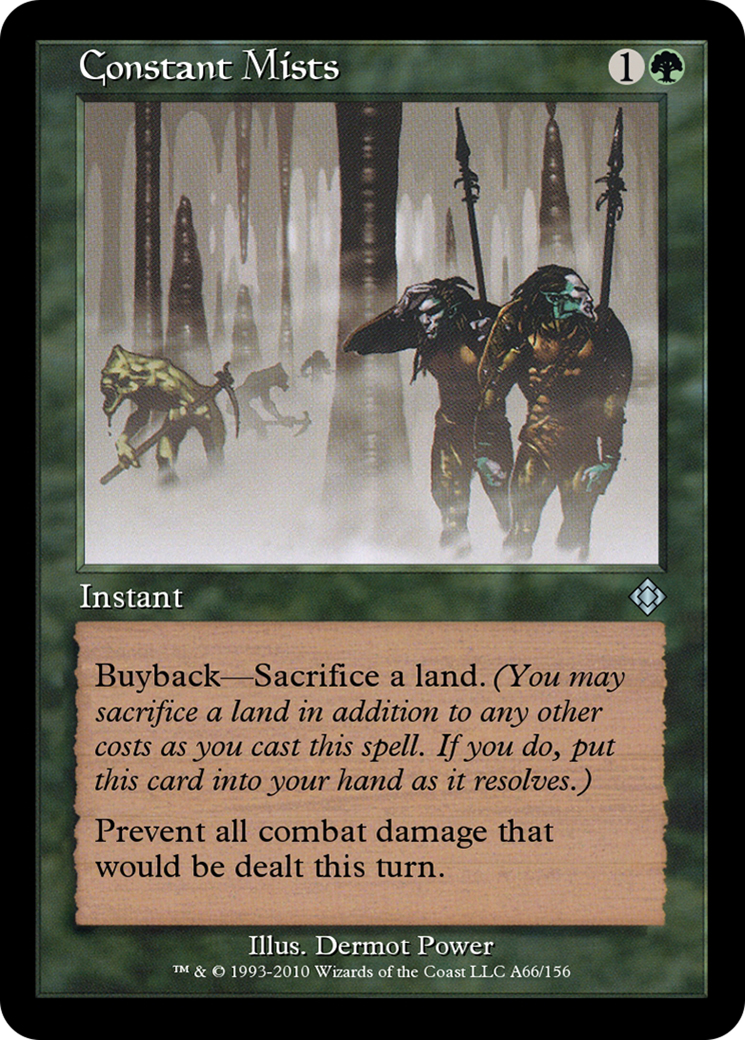 Constant Mists 1
Instant
Buyback—Sacrifice a land. (You may
sacrifice a land in addition to any other
costs as you cast this spell. If you do, put
this card into your hand as it resolves.)
Prevent all combat damage that
would be dealt this turn.
Illus. Dermot Power
™ & © 1993-2010 Wizards of the Coast LLC A66/156